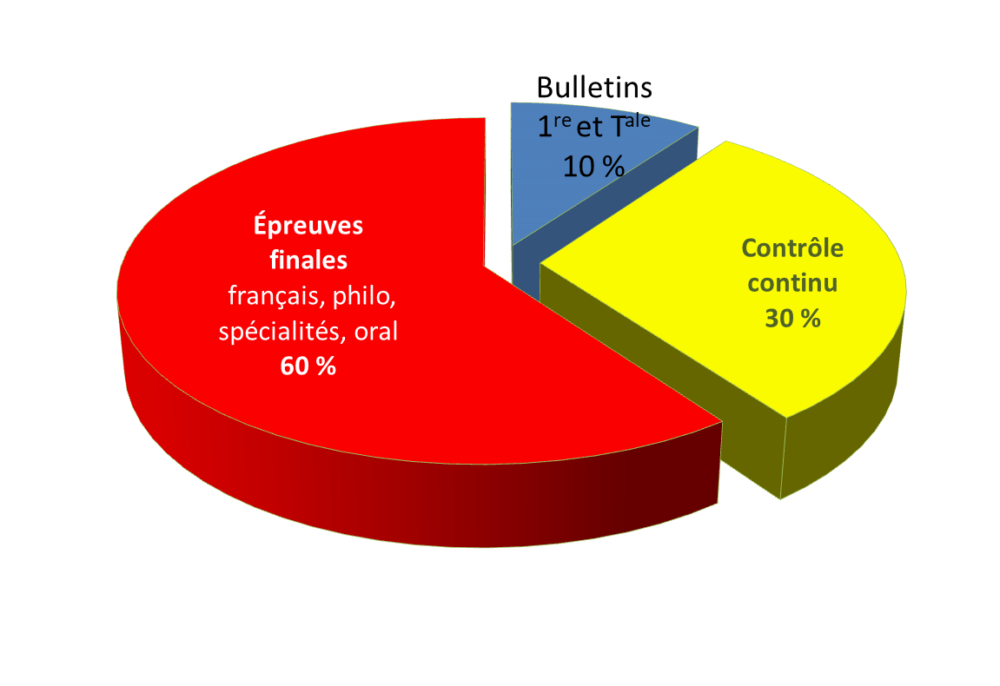 Bulletins
1re et Tale
10 %
Épreuves
finales
français, philo,
spécialités, oral
60 %
Contrôle
continu
30 %